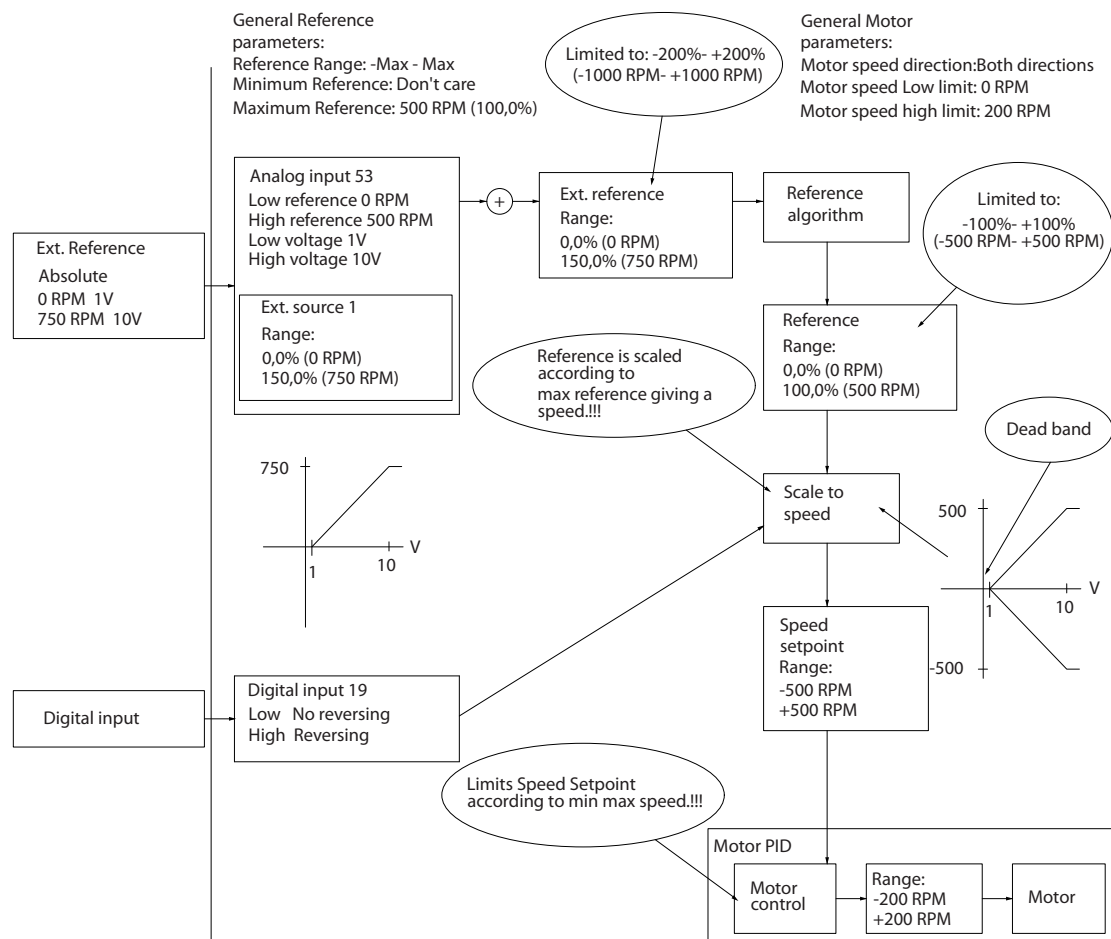 General Reference
parameters:
Reference Range: -Max - Max
Minimum Reference: Don't care
Maximum Reference: 500 RPM (100,0%)
Limited to: -200%- +200%
(-1000 RPM- +1000 RPM)
General Motor
parameters:
Motor speed direction:Both directions
Motor speed Low limit: 0 RPM
Motor speed high limit: 200 RPM
Ext. Reference
Absolute
0 RPM 1V
750 RPM 10V
Analog input 53
Low reference 0 RPM
High reference 500 RPM
Low voltage 1V
High voltage 10V
Ext. source 1
Range:
0,0% (0 RPM)
150,0% (750 RPM)
+
Ext. reference
Range:
0,0% (0 RPM)
150,0% (750 RPM)
Reference
algorithm
Limited to:
-100%- +100%
(-500 RPM- +500 RPM)
Reference
Range:
0,0% (0 RPM)
100,0% (500 RPM)
Reference is scaled
according to
max reference giving a
speed.!!!
Dead band
750
1
10
V
Scale to
speed
500
V
1
10
-500
Speed
setpoint
Range:
-500 RPM
+500 RPM
Digital input
Digital input 19
Low No reversing
High Reversing
Limits Speed Setpoint
according to min max speed.!!!
Motor PID
Motor
control
Range:
-200 RPM
+200 RPM
Motor